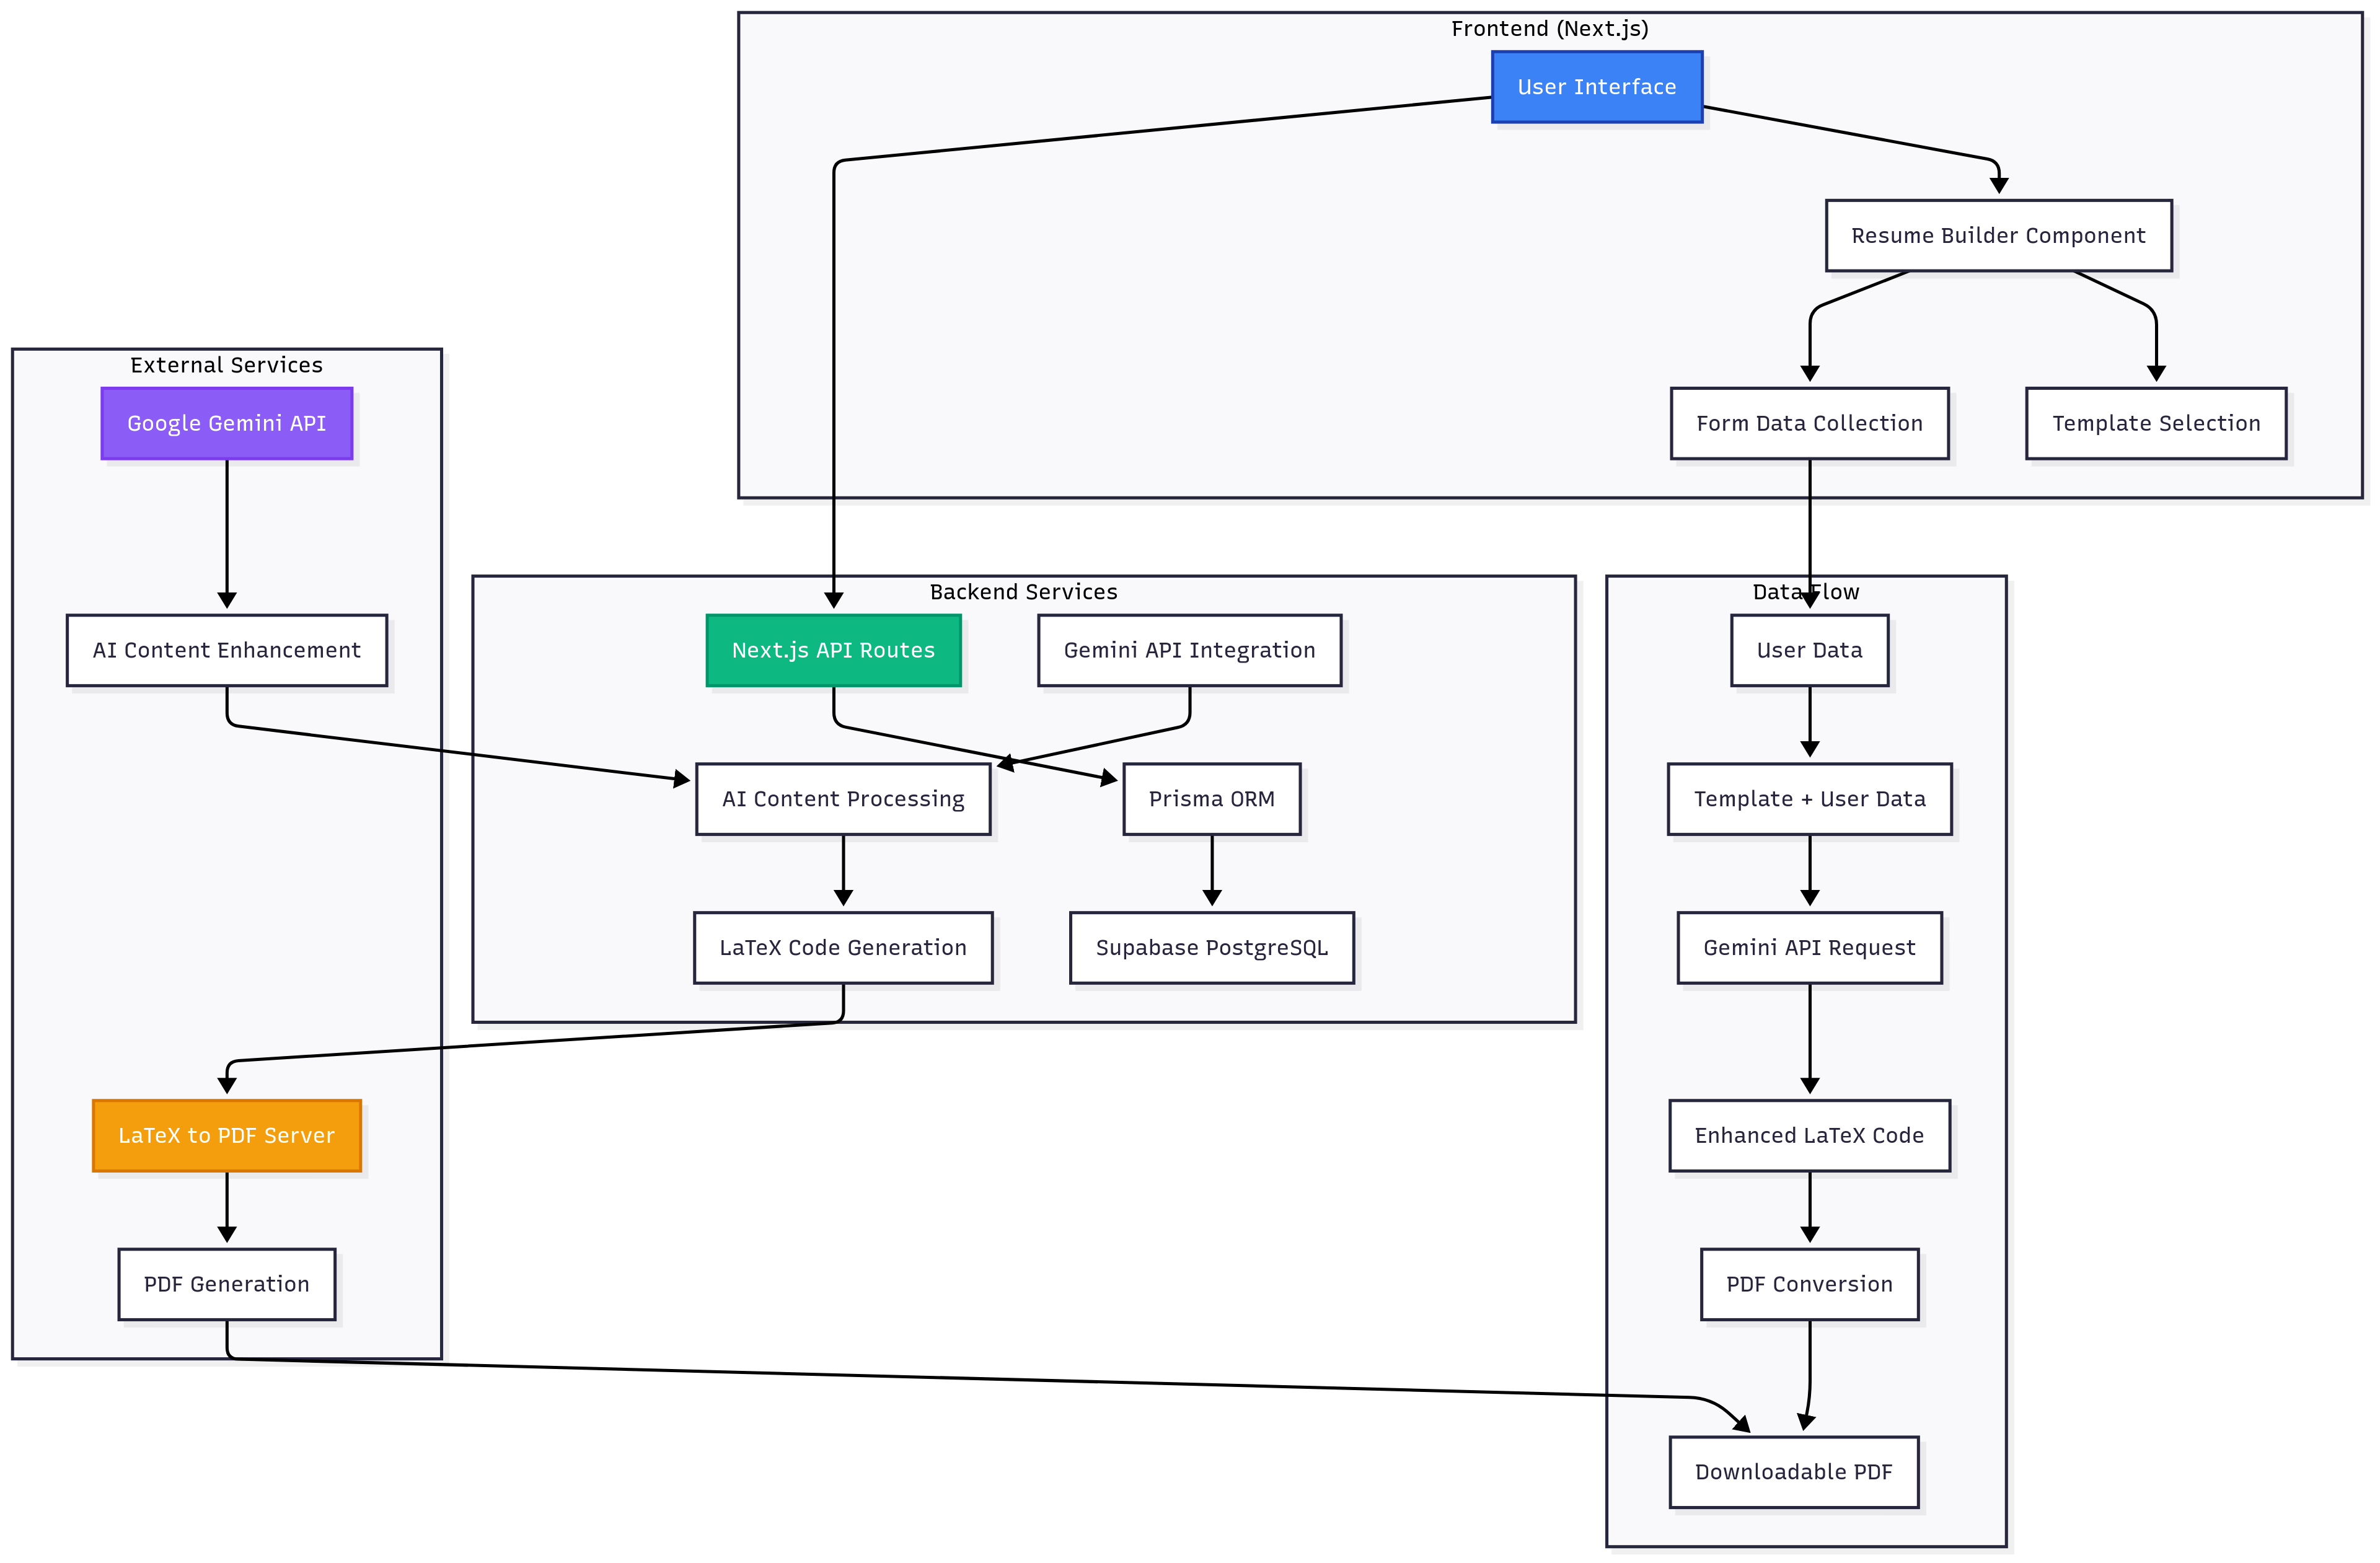 Frontend (Next.js)
User Interface
Resume Builder Component
Form Data Collection
Template Selection
External Services
Google Gemini API
AI Content Enhancement
LaTeX to PDF Server
PDF Generation
Backend Services
Next.js API Routes
Gemini API Integration
AI Content Processing
Prisma ORM
LaTeX Code Generation
Supabase PostgreSQL
Data Flow
User Data
Template + User Data
Gemini API Request
Enhanced LaTeX Code
PDF Conversion
Downloadable PDF